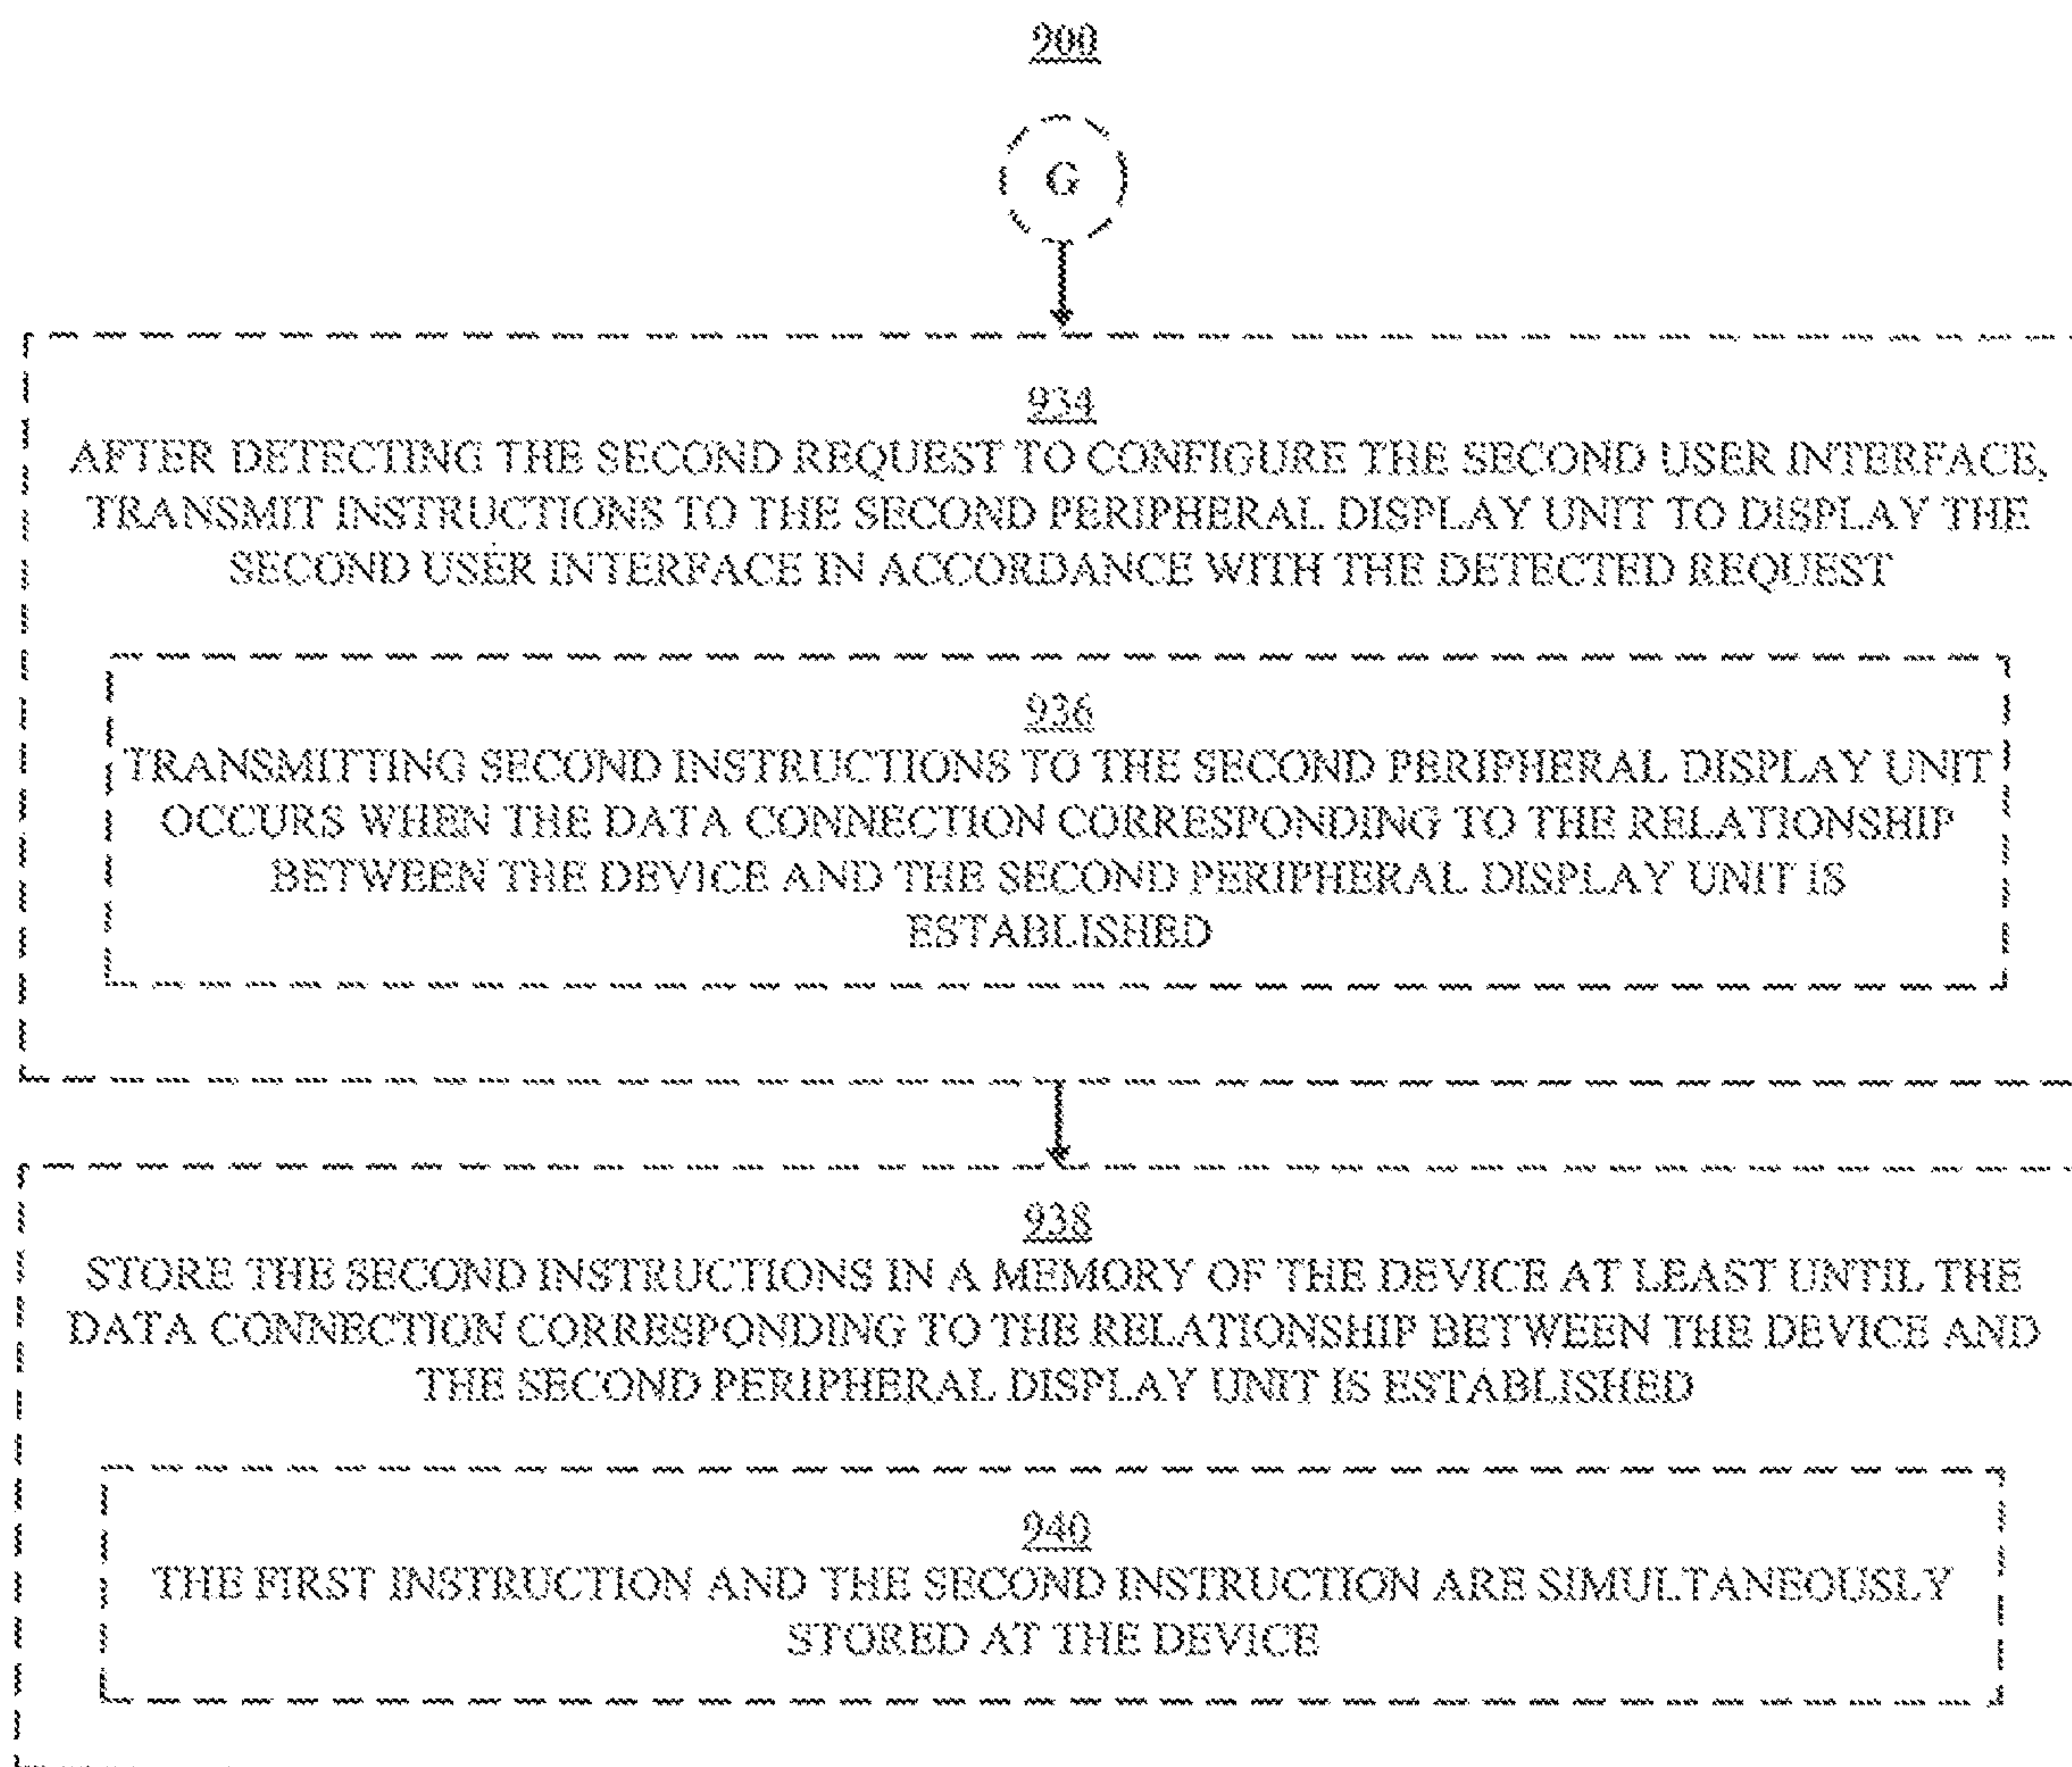 900
G
934
AFTER DETECTING THE SECOND REQUEST TO CONFIGURE THE SECOND USER INTERFACE,
TRANSMIT INSTRUCTIONS TO THE SECOND PERIPHERAL DISPLAY UNIT TO DISPLAY THE
SECOND USER INTERFACE IN ACCORDANCE WITH THE DETECTED REQUEST
936
TRANSMITTING SECOND INSTRUCTIONS TO THE SECOND PERIPHERAL DISPLAY UNIT
OCCURS WHEN THE DATA CONNECTION CORRESPONDING TO THE RELATIONSHIP
BETWEEN THE DEVICE AND THE SECOND PERIPHERAL DISPLAY UNIT IS
ESTABLISHED
938
STORE THE SECOND INSTRUCTIONS IN A MEMORY OF THE DEVICE AT LEAST UNTIL THE
DATA CONNECTION CORRESPONDING TO THE RELATIONSHIP BETWEEN THE DEVICE AND
THE SECOND PERIPHERAL DISPLAY UNIT IS ESTABLISHED
940
THE FIRST INSTRUCTION AND THE SECOND INSTRUCTION ARE SIMULTANEOUSLY
STORED AT THE DEVICE